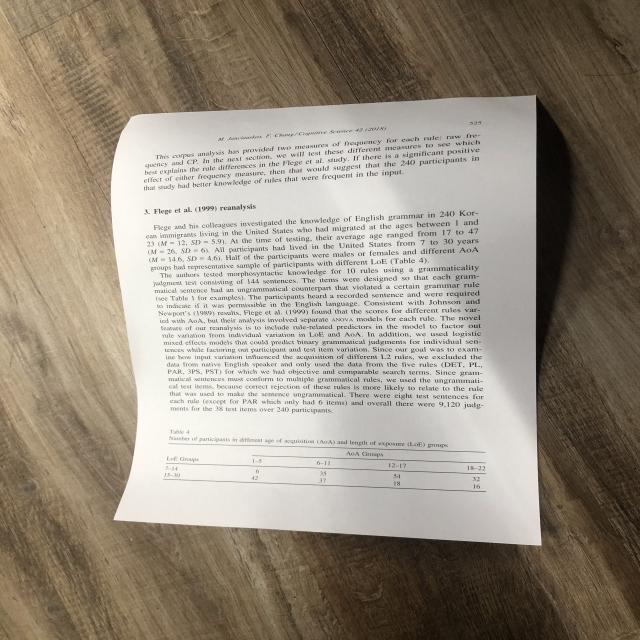 M. Janciauskas, F. Chang/Cognitive Science 42 (2018)
525
This corpus analysis has provided two measures of frequency for each rule: raw fre-
quency and CP. In the next section, we will test these different measures to see which
best explains the rule differences in the Flege et al. study. If there is a significant positive
effect of either frequency measure, then that would suggest that the 240 participants in
that study had better knowledge of rules that were frequent in the input.
3. Flege et al. (1999) reanalysis
Flege and his colleagues investigated the knowledge of English grammar in 240 Kor-
ean immigrants living in the United States who had migrated at the ages between 1 and
23 (M = 12, SD = 5.9). At the time of testing, their average age ranged from 17 to 47
(M = 26, SD = 6). All participants had lived in the United States from 7 to 30 years
(M = 14.6, SD = 4.6). Half of the participants were males or females and different AoA
groups had representative sample of participants with different LoE (Table 4).
The authors tested morphosyntactic knowledge for 10 rules using a grammaticality
judgment test consisting of 144 sentences. The items were designed so that each gram-
matical sentence had an ungrammatical counterpart that violated a certain grammar rule
(see Table 1 for examples). The participants heard a recorded sentence and were required
to indicate if it was permissible in the English language. Consistent with Johnson and
Newport's (1989) results, Flege et al. (1999) found that the scores for different rules var-
ied with AoA, but their analysis involved separate ANOVA models for each rule. The novel
feature of our reanalysis is to include rule-related predictors in the model to factor out
rule variation from individual variation in LoE and AoA. In addition, we used logistic
mixed effects models that could predict binary grammatical judgments for individual sen-
tences while factoring out participant and test item variation. Since our goal was to exam-
ine how input variation influenced the acquisition of different L2 rules, we excluded the
data from native English speaker and only used the data from the five rules (DET, PL,
PAR, 3PS, PST) for which we had objective and comparable search terms. Since gram-
matical sentences must conform to multiple grammatical rules, we used the ungrammati-
cal test items, because correct rejection of these rules is more likely to relate to the rule
that was used to make the sentence ungrammatical. There were eight test sentences for
each rule (except for PAR which only had 6 items) and overall there were 9,120 judg-
ments for the 38 test items over 240 participants.
Table 4
Number of participants in different age of acquisition (AoA) and length of exposure (LoE) groups
AoA Groups
LoE Groups 1–5 6–11 12–17 18–22
7–14 6 35 54 32
15–30 42 37 18 16